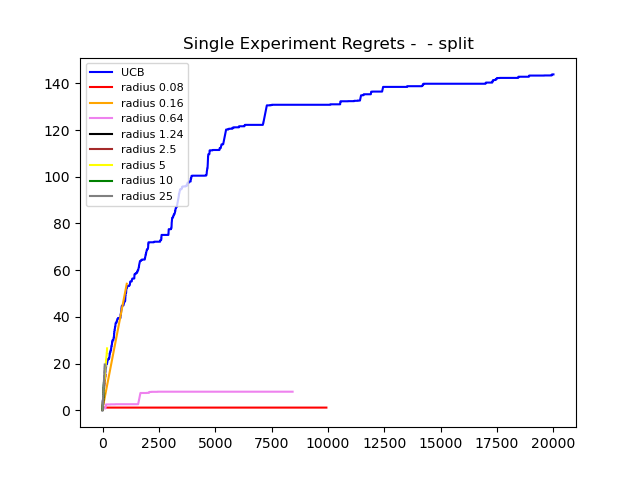 Single Experiment Regrets -  - split
UCB
radius 0.08
radius 0.16
radius 0.64
radius 1.24
radius 2.5
radius 5
radius 10
radius 25
140
120
100
80
60
40
20
0
0 2500 5000 7500 10000 12500 15000 17500 20000